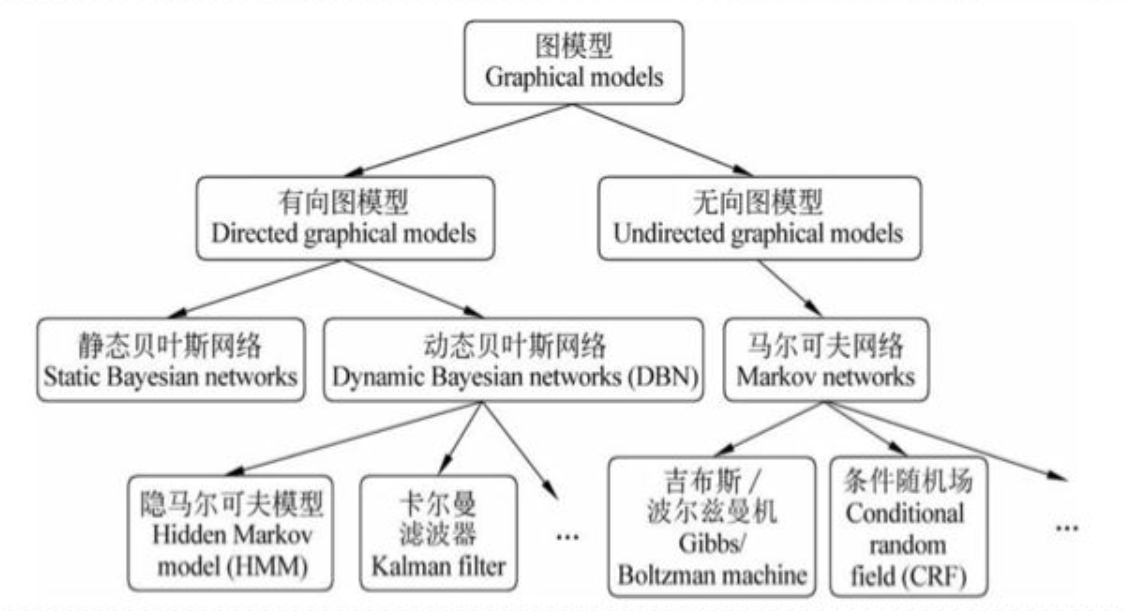 图模型
Graphical models
有向图模型
Directed graphical models
无向图模型
Undirected graphical models
静态贝叶斯网络
Static Bayesian networks
动态贝叶斯网络
Dynamic Bayesian networks (DBN)
马尔可夫网络
Markov networks
隐马尔可夫模型
Hidden Markov
model (HMM)
卡尔曼
滤波器
Kalman filter
...
吉布斯 /
波尔兹曼机
Gibbs/
Boltzman machine
条件随机场
Conditional
random
field (CRF)
...